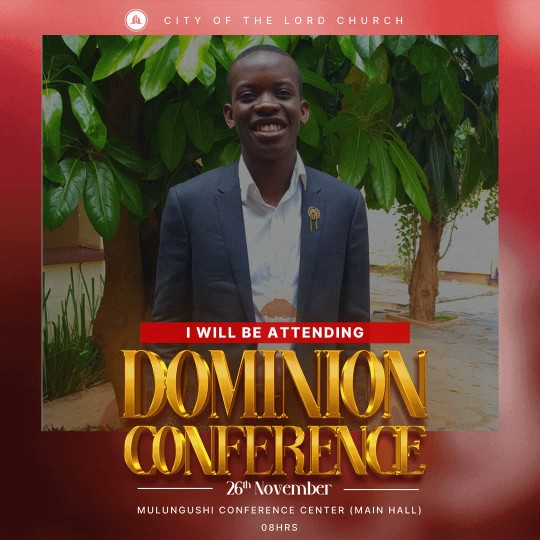 CITY OF THE LORD CHURCH
I WILL BE ATTENDING
DOMINION
CONFERENCE
26th November
MULUNGUSHI CONFERENCE CENTER (MAIN HALL)
08HRS